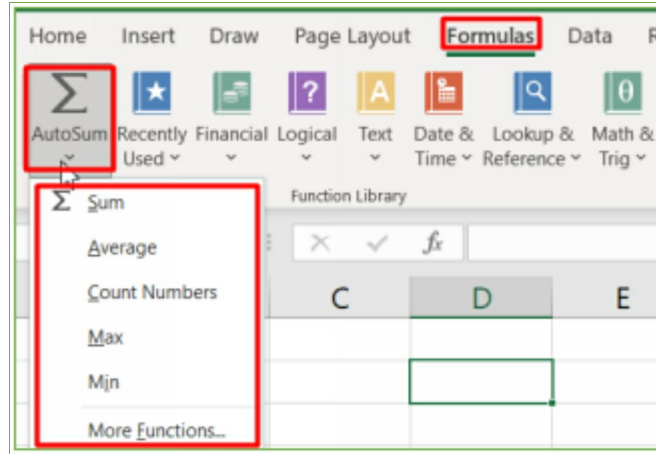 Home Insert Draw Page Layout Formulas Data
Σ ? A θ
AutoSum Recently Financial Logical Text Date & Lookup & Math &
Used Time Reference Trig
Function Library
Σ Sum
Average
Count Numbers
Max
Min
More Functions...
fx
C D E